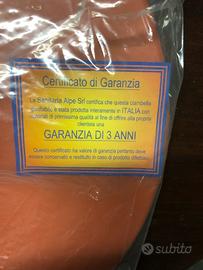 Certificato di Garanzia
La Sanitaria Alpe Srl certifica che questa ciambella
gonfiabile, è stata prodotta interamente in ITALIA con
materiali di primissima qualità al fine di offrire alla propria
clientela una
GARANZIA DI 3 ANNI
Questo certificato ha valore di garanzia pertanto deve
essere conservato e restituito in caso di prodotto difettoso.
subito